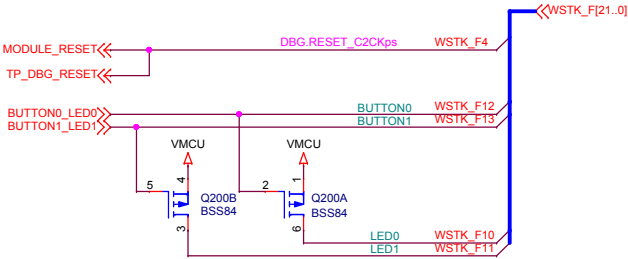 WSTK_F[21..0]
MODULE_RESET DBG.RESET_C2CKps WSTK_F4
TP_DBG_RESET
BUTTON0_LED0 BUTTON0 WSTK_F12
BUTTON1_LED1 BUTTON1 WSTK_F13
VMCU VMCU
4 1
5 Q200B 2 Q200A
BSS84 BSS84
3 6
LED0 WSTK_F10
LED1 WSTK_F11